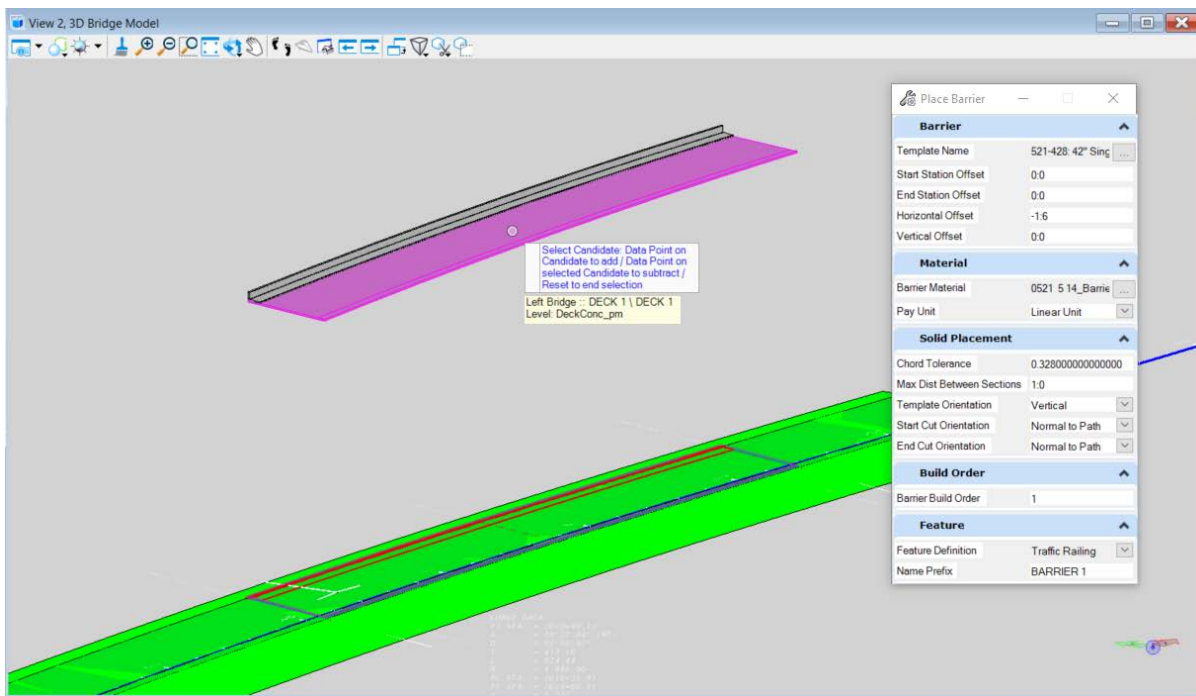 View 2, 3D Bridge Model
Place Barrier
Barrier
Template Name 521-428: 42" Sing ...
Start Station Offset 0:0
End Station Offset 0:0
Horizontal Offset -1:6
Vertical Offset 0:0
Material
Barrier Material 0521 5 14_Barrie ...
Pay Unit Linear Unit
Solid Placement
Chord Tolerance 0.328000000000000
Max Dist Between Sections 1:0
Template Orientation Vertical
Start Cut Orientation Normal to Path
End Cut Orientation Normal to Path
Build Order
Barrier Build Order 1
Feature
Feature Definition Traffic Railing
Name Prefix BARRIER 1
Select Candidate: Data Point on
Candidate to add / Data Point on
selected Candidate to subtract /
Reset to end selection
Left Bridge :: DECK 1 \ DECK 1
Level: DeckConc_pm